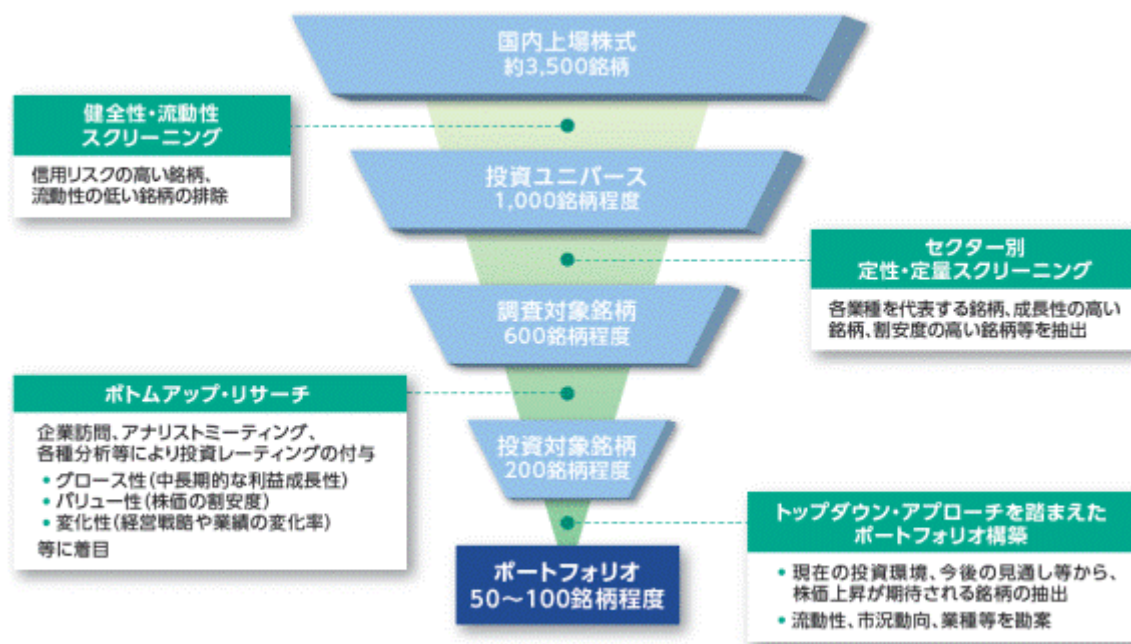 国内上場株式
約3,500銘柄
健全性・流動性
スクリーニング
信用リスクの高い銘柄、
流動性の低い銘柄の排除
投資ユニバース
1,000銘柄程度
セクター別
定性・定量スクリーニング
各業種を代表する銘柄、成長性の高い
銘柄、割安度の高い銘柄等を抽出
調査対象銘柄
600銘柄程度
ボトムアップ・リサーチ
企業訪問、アナリストミーティング、
各種分析等により投資レーティングの付与
• グロース性(中長期的な利益成長性)
• バリュー性(株価の割安度)
• 変化性(経営戦略や業績の変化率)
等に着目
投資対象銘柄
200銘柄程度
トップダウン・アプローチを踏まえた
ポートフォリオ構築
• 現在の投資環境、今後の見通し等から、
株価上昇が期待される銘柄の抽出
• 流動性、市況動向、業種等を勘案
ポートフォリオ
50～100銘柄程度